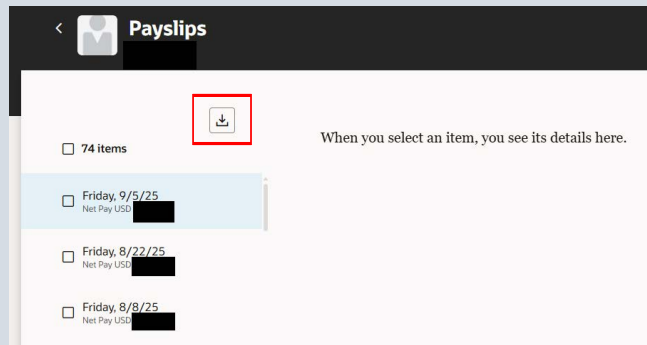 Payslips
74 items
When you select an item, you see its details here.
Friday, 9/5/25
Net Pay USD
Friday, 8/22/25
Net Pay USD
Friday, 8/8/25
Net Pay USD